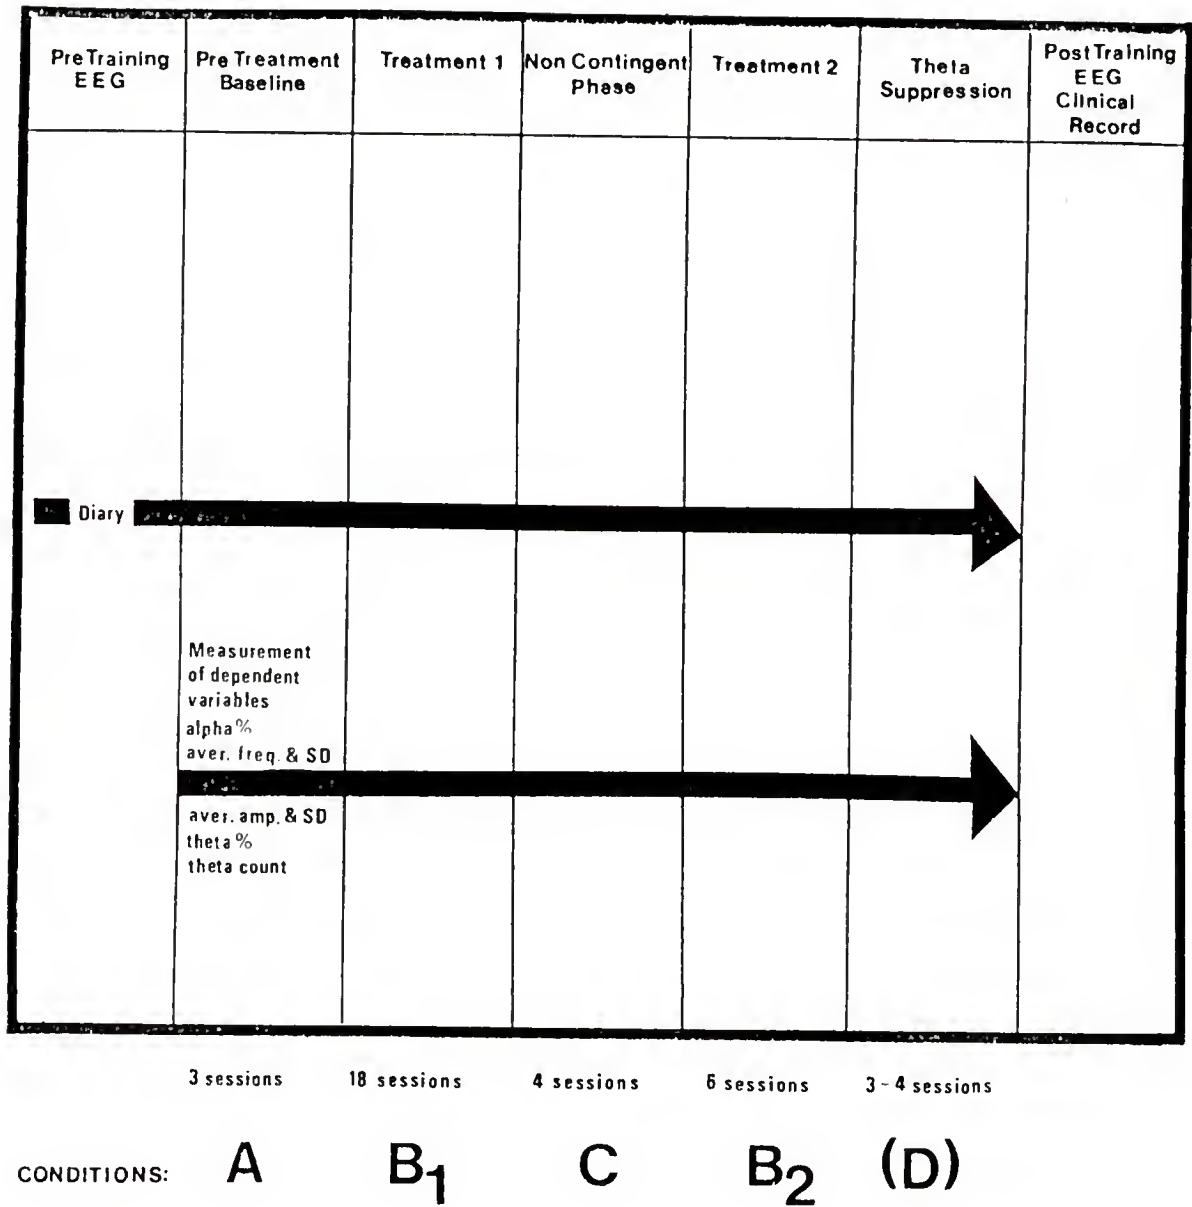 Pre Training
EEG
Pre Treatment
Baseline
Treatment 1
Non Contingent
Phase
Treatment 2
Theta
Suppression
Post Training
EEG
Clinical
Record
Diary
Measurement
of dependent
variables
alpha%
aver. freq. & SD
aver. amp. & SD
theta%
theta count
3 sessions
18 sessions
4 sessions
6 sessions
3-4 sessions
CONDITIONS: A B1 C B2 (D)